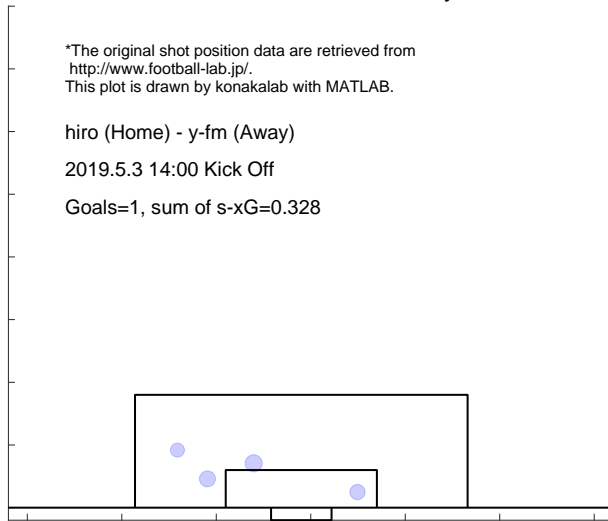 *The original shot position data are retrieved from
http://www.football-lab.jp/.
This plot is drawn by konakalab with MATLAB.
hiro (Home) - y-fm (Away)
2019.5.3 14:00 Kick Off
Goals=1, sum of s-xG=0.328